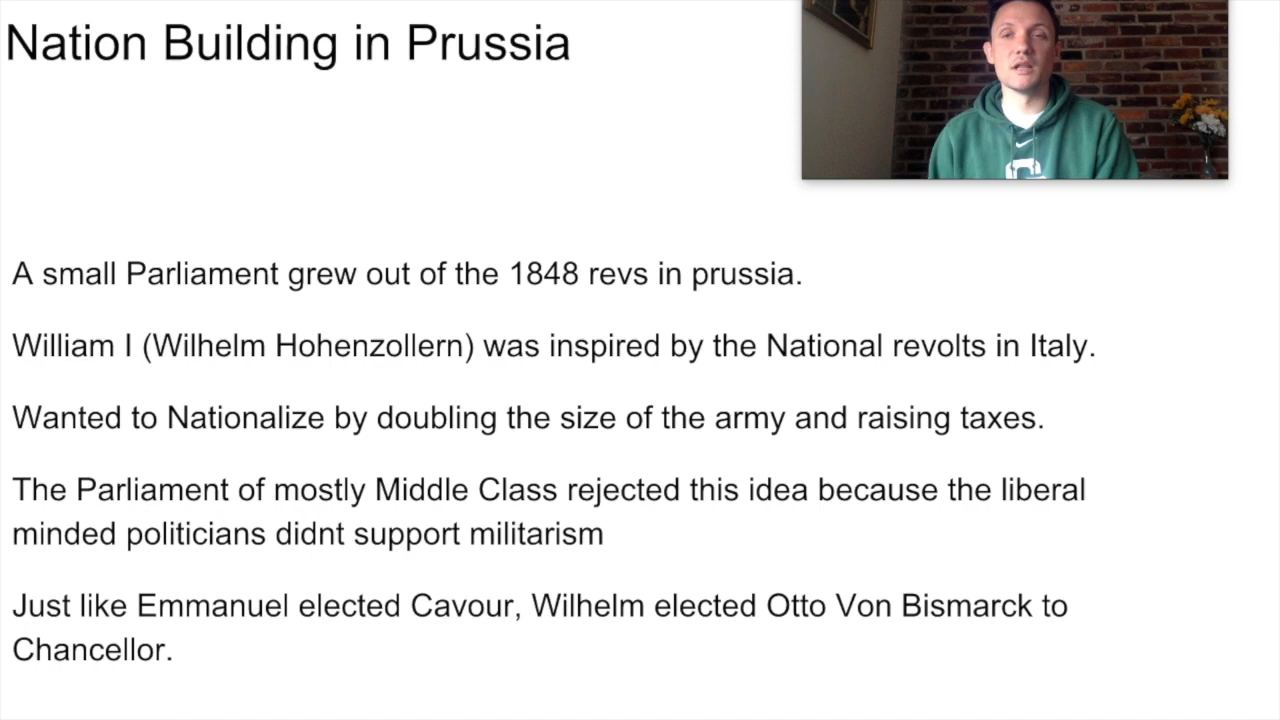 Nation Building in Prussia
A small Parliament grew out of the 1848 revs in prussia.
William I (Wilhelm Hohenzollern) was inspired by the National revolts in Italy.
Wanted to Nationalize by doubling the size of the army and raising taxes.
The Parliament of mostly Middle Class rejected this idea because the liberal
minded politicians didnt support militarism
Just like Emmanuel elected Cavour, Wilhelm elected Otto Von Bismarck to
Chancellor.